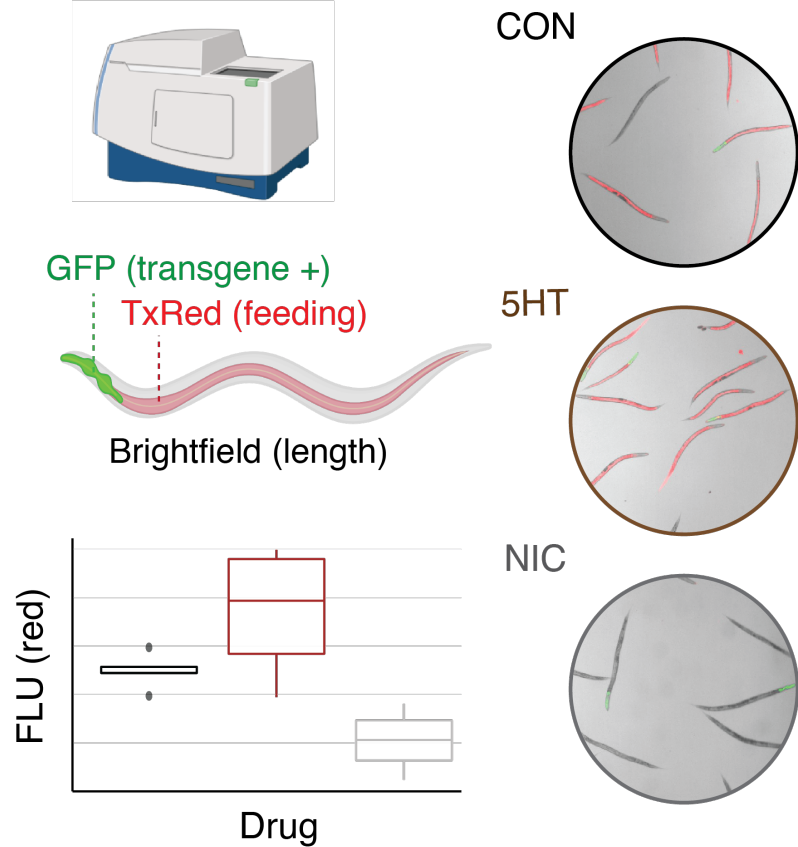 CON
GFP (transgene +)
TxRed (feeding)
5HT
Brightfield (length)
NIC
FLU (red)
Drug